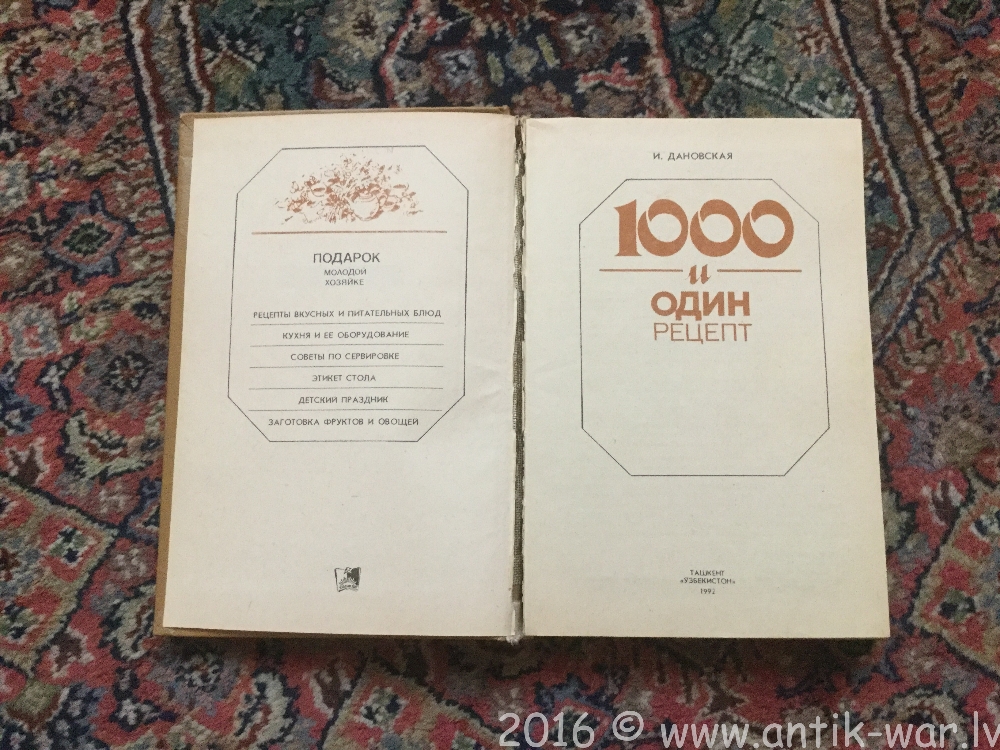 ПОДАРОК
МОЛОДОЙ
ХОЗЯЙКЕ
РЕЦЕПТЫ ВКУСНЫХ И ПИТАТЕЛЬНЫХ БЛЮД
КУХНЯ И ЕЕ ОБОРУДОВАНИЕ
СОВЕТЫ ПО СЕРВИРОВКЕ
ЭТИКЕТ СТОЛА
ДЕТСКИЙ ПРАЗДНИК
ЗАГОТОВКА ФРУКТОВ И ОВОЩЕЙ
И. ДАНОВСКАЯ
1000
и
ОДИН
РЕЦЕПТ
ТАШКЕНТ
«УЗБЕКИСТОН»
1992
2016 © www.antik-war.lv